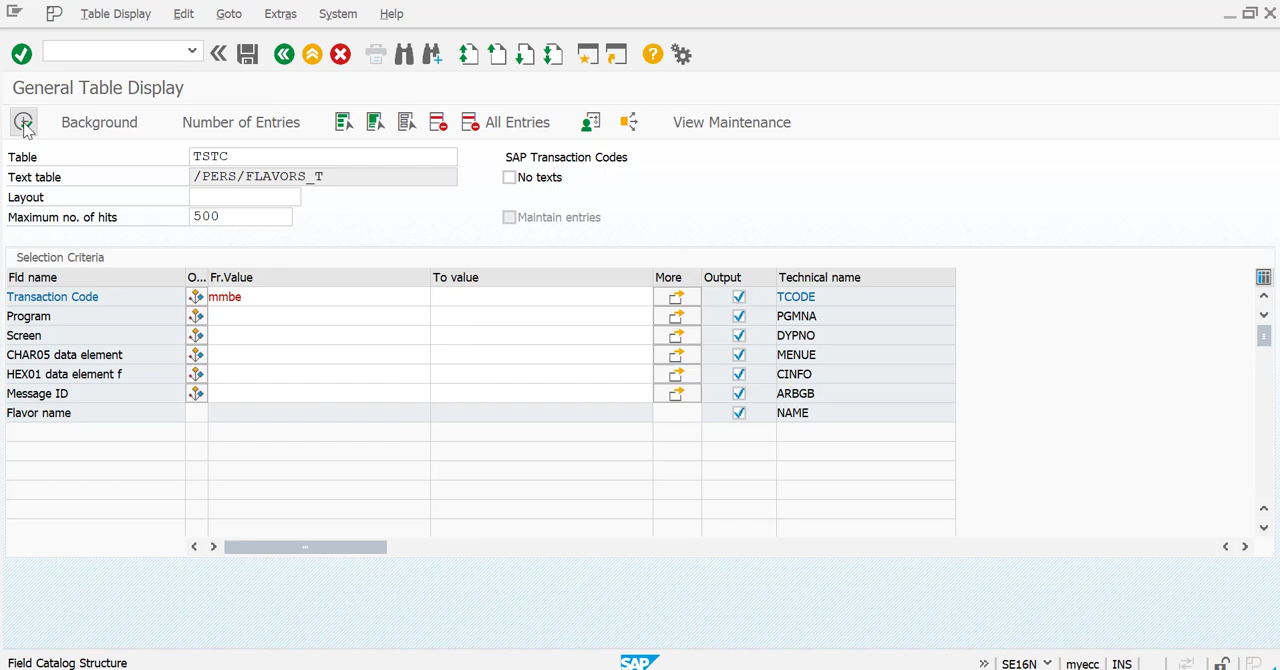 Table Display Edit Goto Extras System Help
General Table Display
Background Number of Entries All Entries View Maintenance
Table TSTC SAP Transaction Codes
Text table /PERS/FLAVORS_T No texts
Layout
Maximum no. of hits 500 Maintain entries
Selection Criteria
Fld name O... Fr.Value To value More Output Technical name
Transaction Code mmbe TCODE
Program PGMNA
Screen DYPNO
CHAR05 data element MENUE
HEX01 data element f CINFO
Message ID ARBGB
Flavor name NAME
Field Catalog Structure SAP SE16N myecc INS